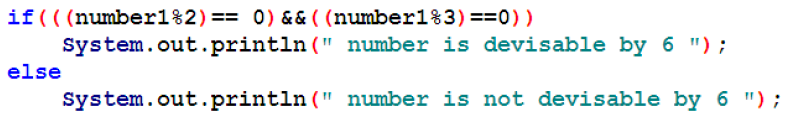 if(((number1%2)== 0)&&((number1%3)==0))
    System.out.println(" number is devisable by 6 ");
else
    System.out.println(" number is not devisable by 6 ");